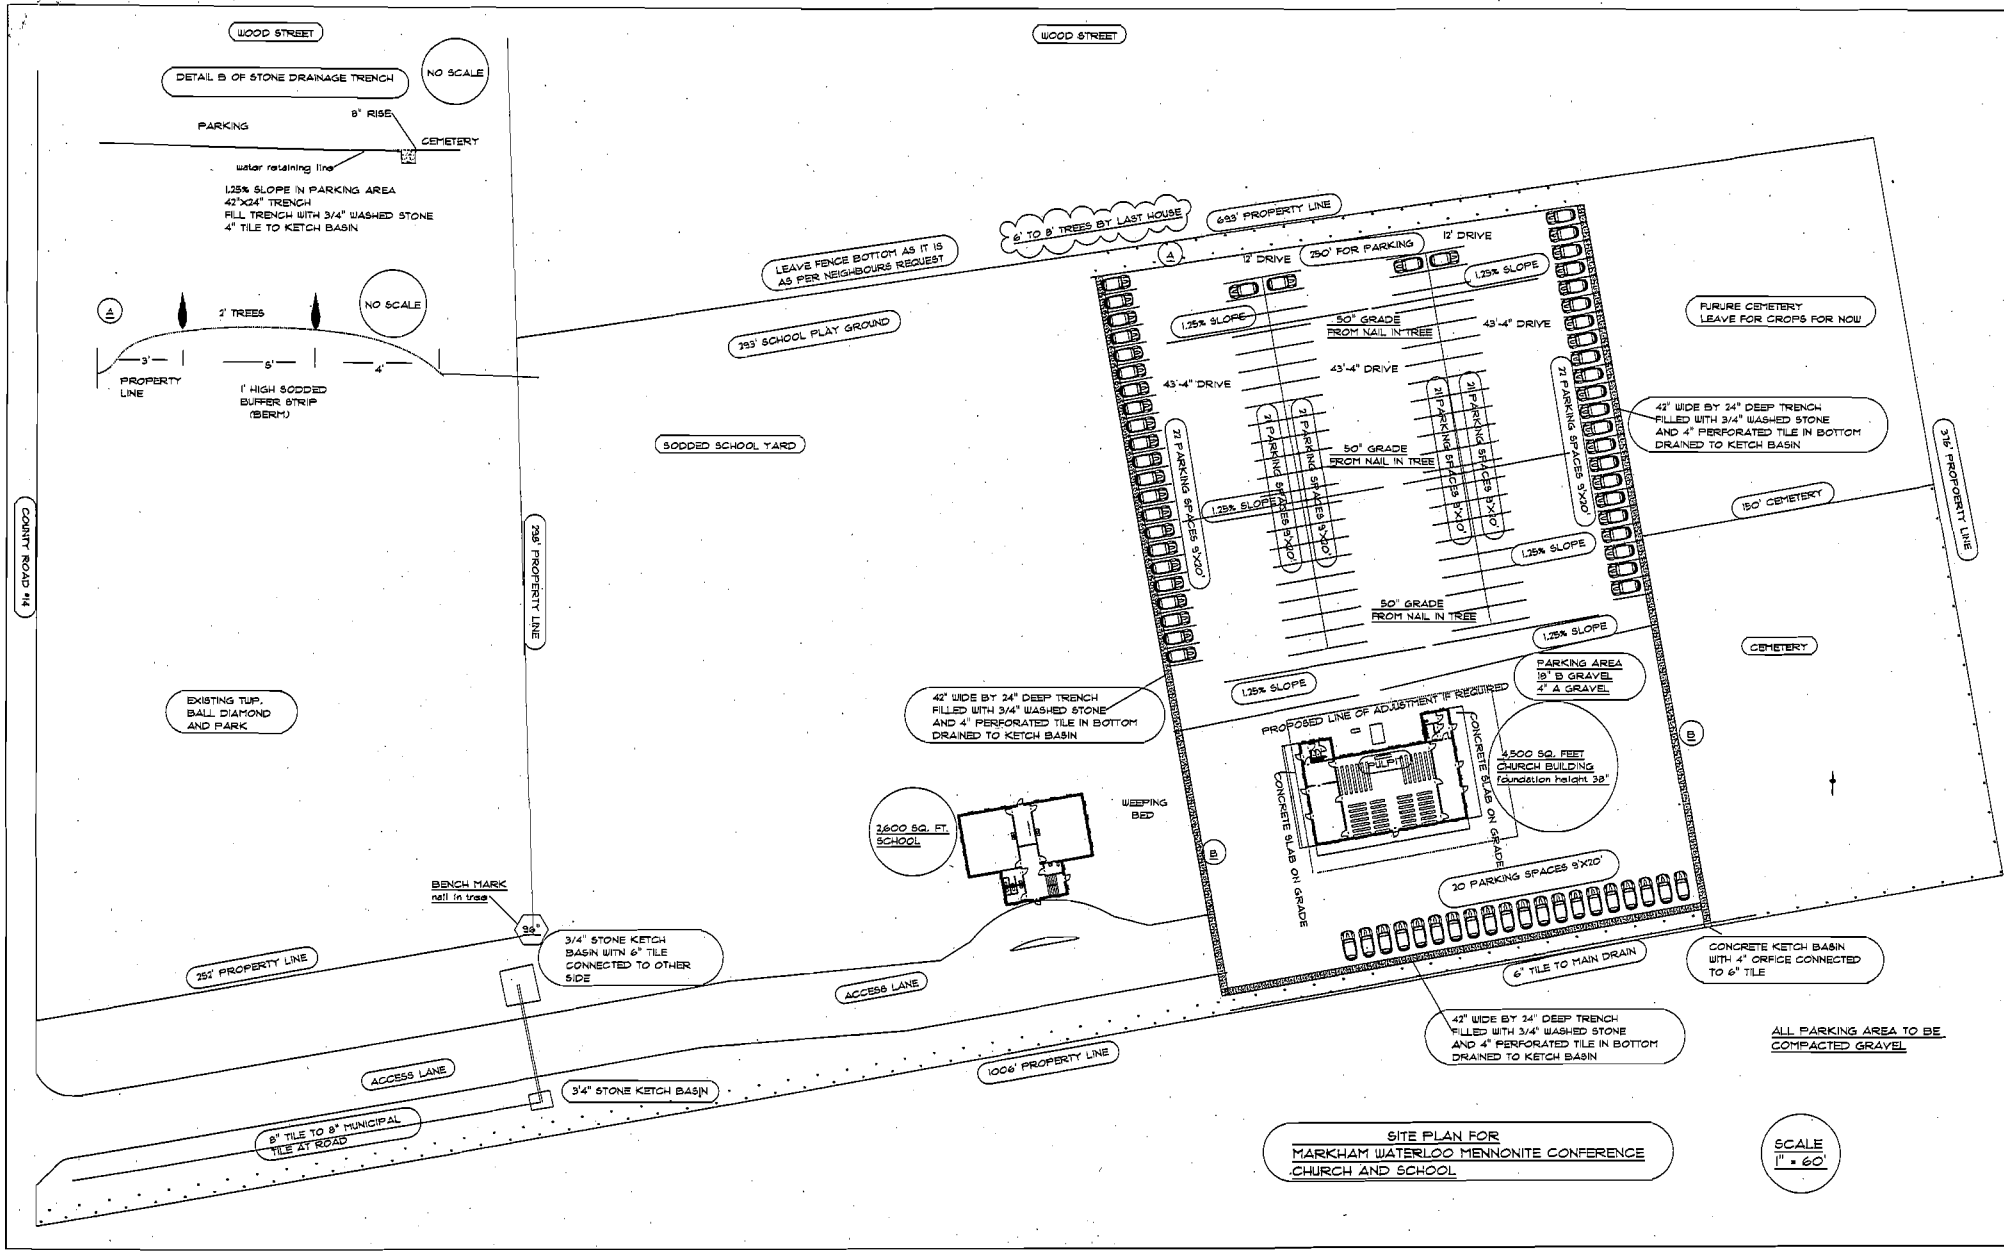 WOOD STREET
WOOD STREET
DETAIL B OF STONE DRAINAGE TRENCH
NO SCALE
8" RISE
PARKING
CEMETERY
water retaining line
1.25% SLOPE IN PARKING AREA
42"X24" TRENCH
FILL TRENCH WITH 3/4" WASHED STONE
4" TILE TO KETCH BASIN
A
2' TREES
NO SCALE
3'
5'
4'
PROPERTY
LINE
1' HIGH SODDED
BUFFER STRIP
(BERM)
COUNTY ROAD #14
298' PROPERTY LINE
EXISTING TWP.
BALL DIAMOND
AND PARK
LEAVE FENCE BOTTOM AS IT IS
AS PER NEIGHBOURS REQUEST
6' TO 8' TREES BY LAST HOUSE
693' PROPERTY LINE
293' SCHOOL PLAY GROUND
SODDED SCHOOL YARD
A
12' DRIVE
250' FOR PARKING
12' DRIVE
1.25% SLOPE
1.25% SLOPE
50" GRADE
FROM NAIL IN TREE
43'-4" DRIVE
43'-4" DRIVE
43'-4" DRIVE
22 PARKING SPACES 9'X20'
21 PARKING SPACES 9'X20'
21 PARKING SPACES 9'X20'
21 PARKING SPACES 9'X20'
21 PARKING SPACES 9'X20'
22 PARKING SPACES 9'X20'
50" GRADE
FROM NAIL IN TREE
1.25% SLOPE
1.25% SLOPE
50" GRADE
FROM NAIL IN TREE
1.25% SLOPE
1.25% SLOPE
FURURE CEMETERY
LEAVE FOR CROPS FOR NOW
42" WIDE BY 24" DEEP TRENCH
FILLED WITH 3/4" WASHED STONE
AND 4" PERFORATED TILE IN BOTTOM
DRAINED TO KETCH BASIN
376' PROPOERTY LINE
150' CEMETERY
CEMETERY
PARKING AREA
18" B GRAVEL
4" A GRAVEL
42" WIDE BY 24" DEEP TRENCH
FILLED WITH 3/4" WASHED STONE
AND 4" PERFORATED TILE IN BOTTOM
DRAINED TO KETCH BASIN
PROPOSED LINE OF ADJUSTMENT IF REQUIRED
CONCRETE SLAB ON GRADE
PULPIT
CONCRETE SLAB ON GRADE
4,500 SQ. FEET
CHURCH BUILDING
foundation height 38"
B
B
2,600 SQ. FT.
SCHOOL
WEEPING
BED
20 PARKING SPACES 9'X20'
BENCH MARK
nail in tree
96"
3/4" STONE KETCH
BASIN WITN 6" TILE
CONNECTED TO OTHER
SIDE
252' PROPERTY LINE
ACCESS LANE
6" TILE TO MAIN DRAIN
CONCRETE KETCH BASIN
WITH 4" ORFICE CONNECTED
TO 6" TILE
42" WIDE BY 24" DEEP TRENCH
FILLED WITH 3/4" WASHED STONE
AND 4" PERFORATED TILE IN BOTTOM
DRAINED TO KETCH BASIN
ALL PARKING AREA TO BE
COMPACTED GRAVEL
ACCESS LANE
1006' PROPERTY LINE
3'4" STONE KETCH BASIN
8" TILE TO 8" MUNICIPAL
TILE AT ROAD
SITE PLAN FOR
MARKHAM WATERLOO MENNONITE CONFERENCE
CHURCH AND SCHOOL
SCALE
1" = 60'